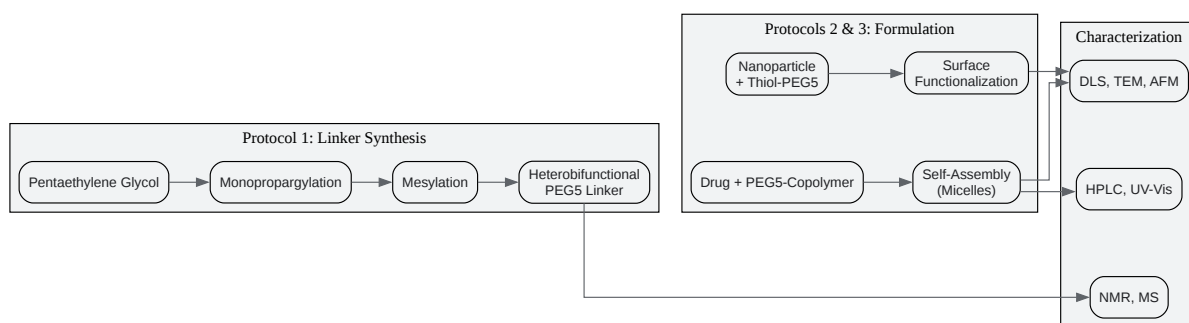 Protocol 1: Linker Synthesis
Pentaethylene Glycol
Monopropargylation
Mesylation
Heterobifunctional
PEG5 Linker
Protocols 2 & 3: Formulation
Nanoparticle
+ Thiol-PEG5
Surface
Functionalization
Drug + PEG5-Copolymer
Self-Assembly
(Micelles)
Characterization
DLS, TEM, AFM
HPLC, UV-Vis
NMR, MS